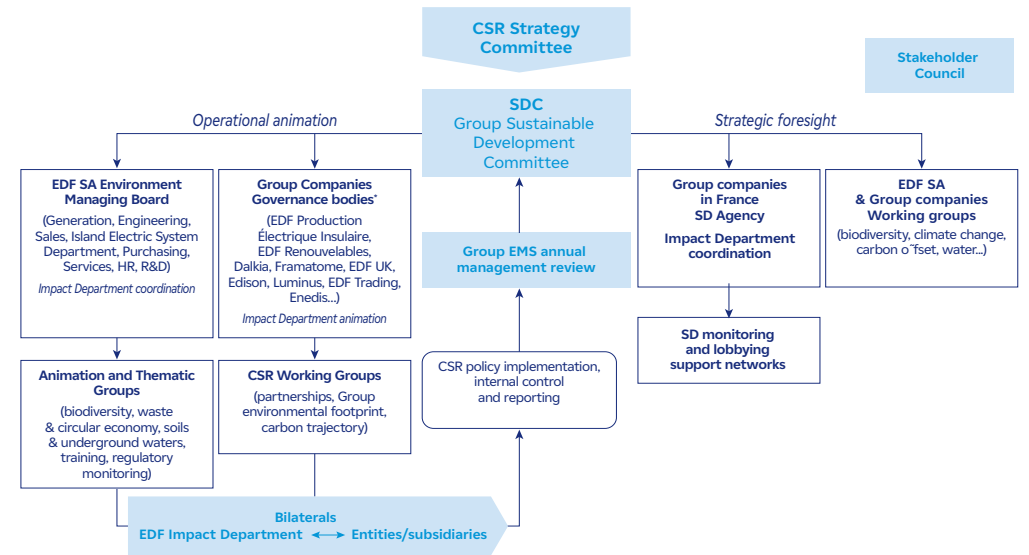 CSR Strategy
Committee
Stakeholder
Council
SDC
Group Sustainable
Development
Committee
Operational animation
Strategic foresight
EDF SA Environment
Managing Board
(Generation, Engineering,
Sales, Island Electric System
Department, Purchasing,
Services, HR, R&D)
Impact Department coordination
Group Companies
Governance bodies*
(EDF Production
Électrique Insulaire,
EDF Renouvelables,
Dalkia, Framatome, EDF UK,
Edison, Luminus, EDF Trading,
Enedis...)
Impact Department animation
Group EMS annual
management review
Group companies
in France
SD Agency
Impact Department
coordination
EDF SA
& Group companies
Working groups
(biodiversity, climate change,
carbon o˜fset, water...)
Animation and Thematic
Groups
(biodiversity, waste
& circular economy, soils
& underground waters,
training, regulatory
monitoring)
CSR Working Groups
(partnerships, Group
environmental footprint,
carbon trajectory)
CSR policy implementation,
internal control
and reporting
SD monitoring
and lobbying
support networks
Bilaterals
EDF Impact Department ⟷ Entities/subsidiaries